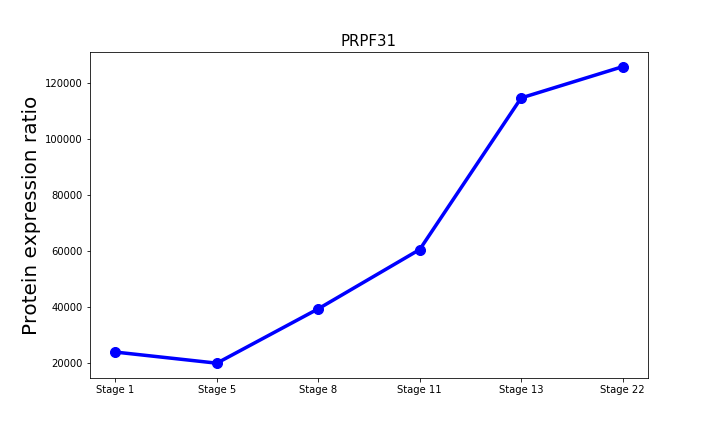 PRPF31
Protein expression ratio
120000
100000
80000
60000
40000
20000
Stage 1 Stage 5 Stage 8 Stage 11 Stage 13 Stage 22